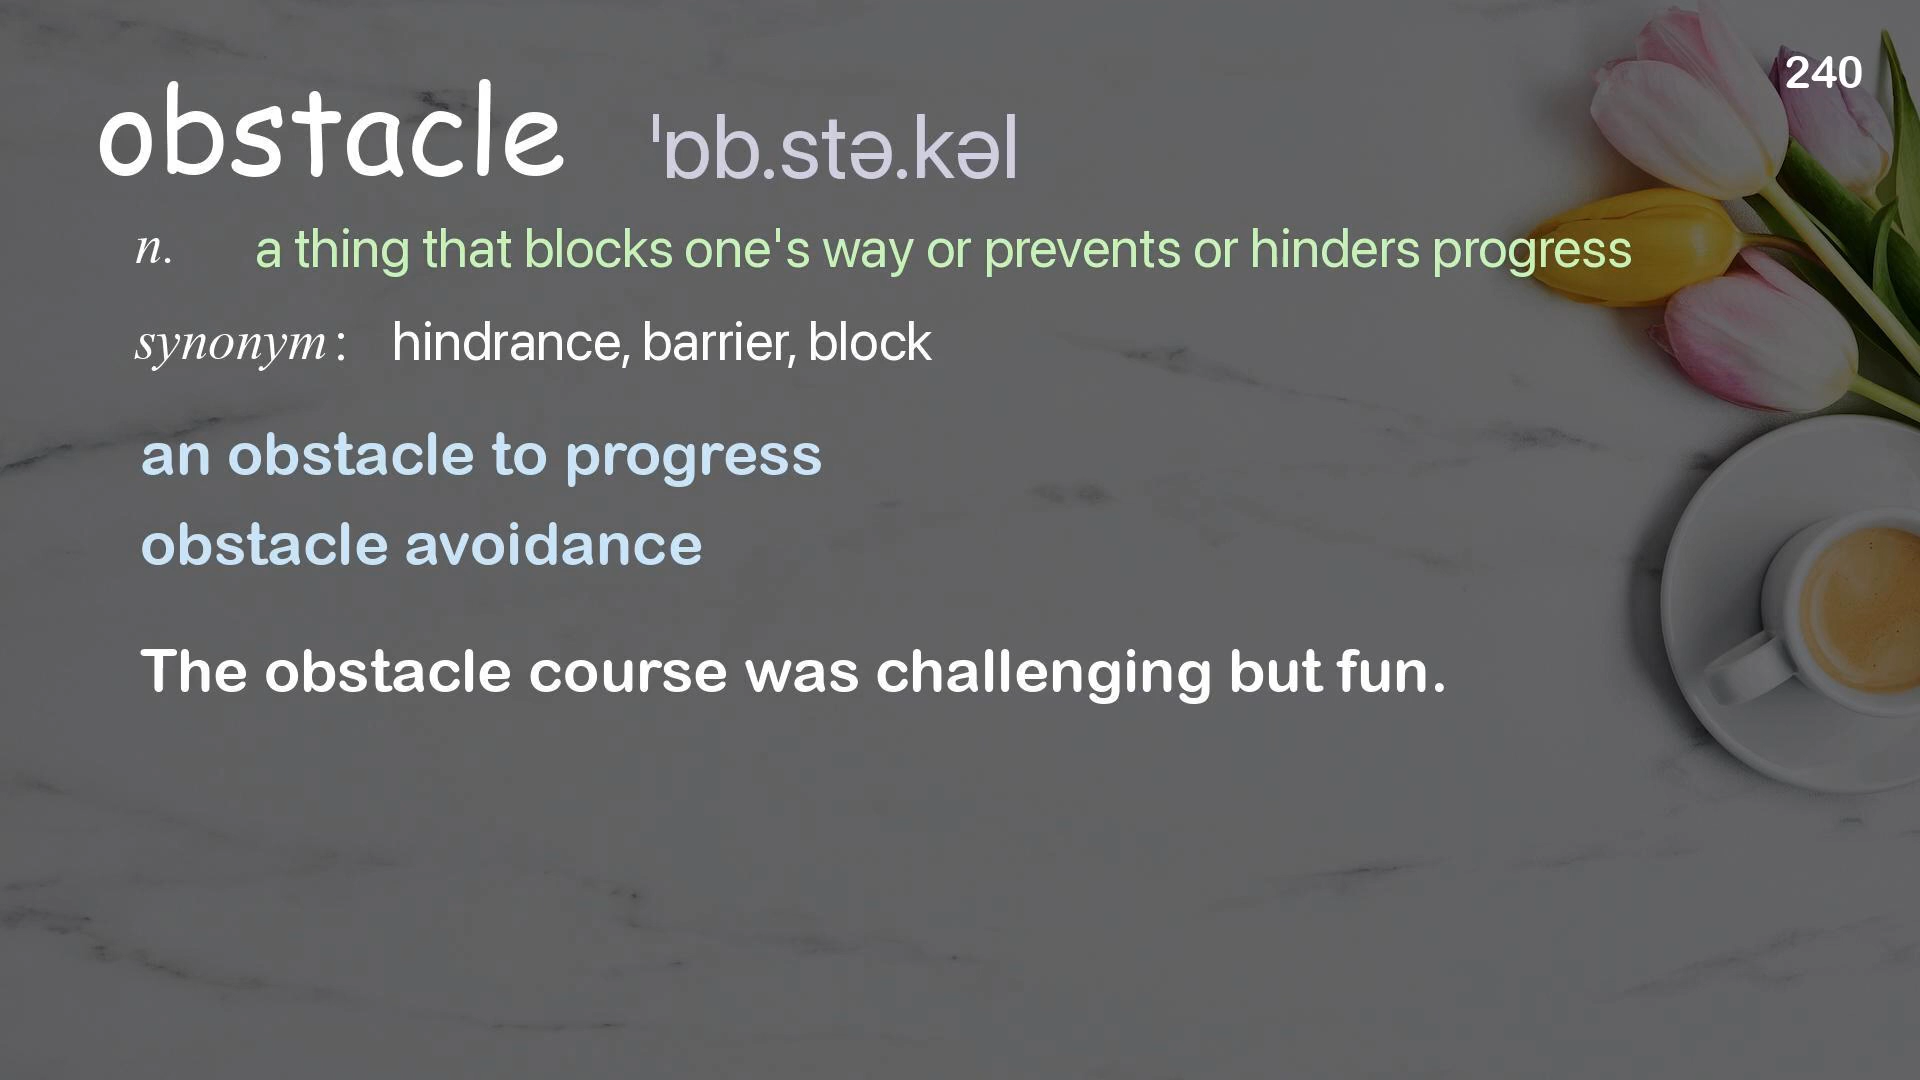 240
obstacle ˈɒb.stə.kəl
n. a thing that blocks one's way or prevents or hinders progress
synonym: hindrance, barrier, block
an obstacle to progress
obstacle avoidance
The obstacle course was challenging but fun.